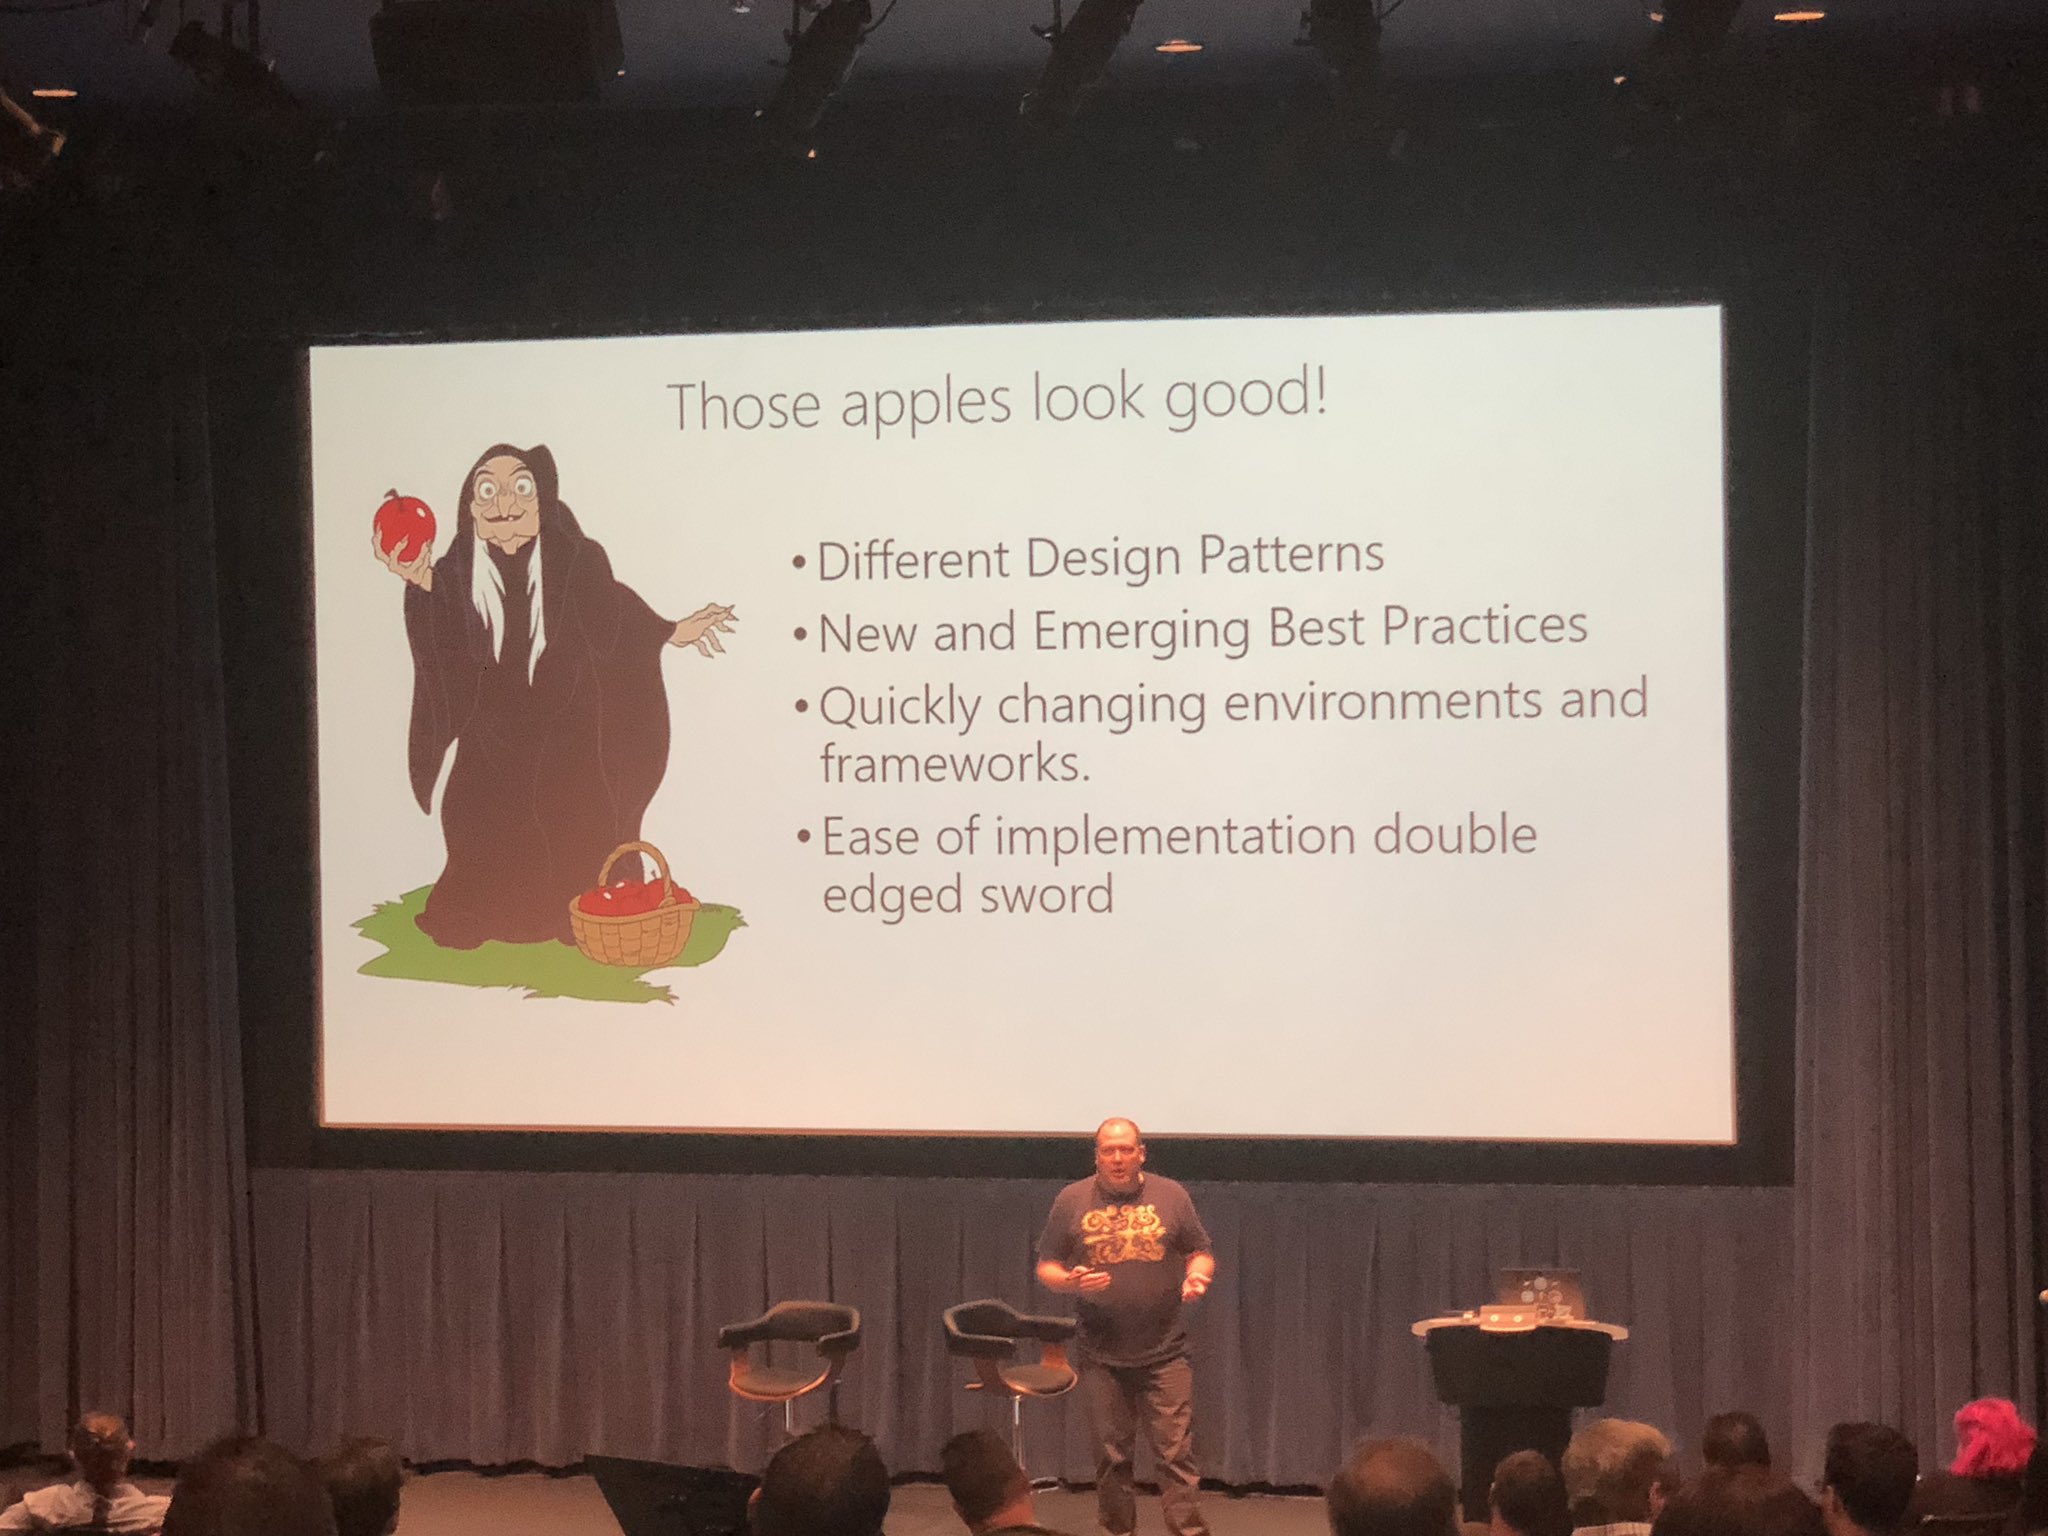 Those apples look good!
• Different Design Patterns
• New and Emerging Best Practices
• Quickly changing environments and
frameworks.
• Ease of implementation double
edged sword